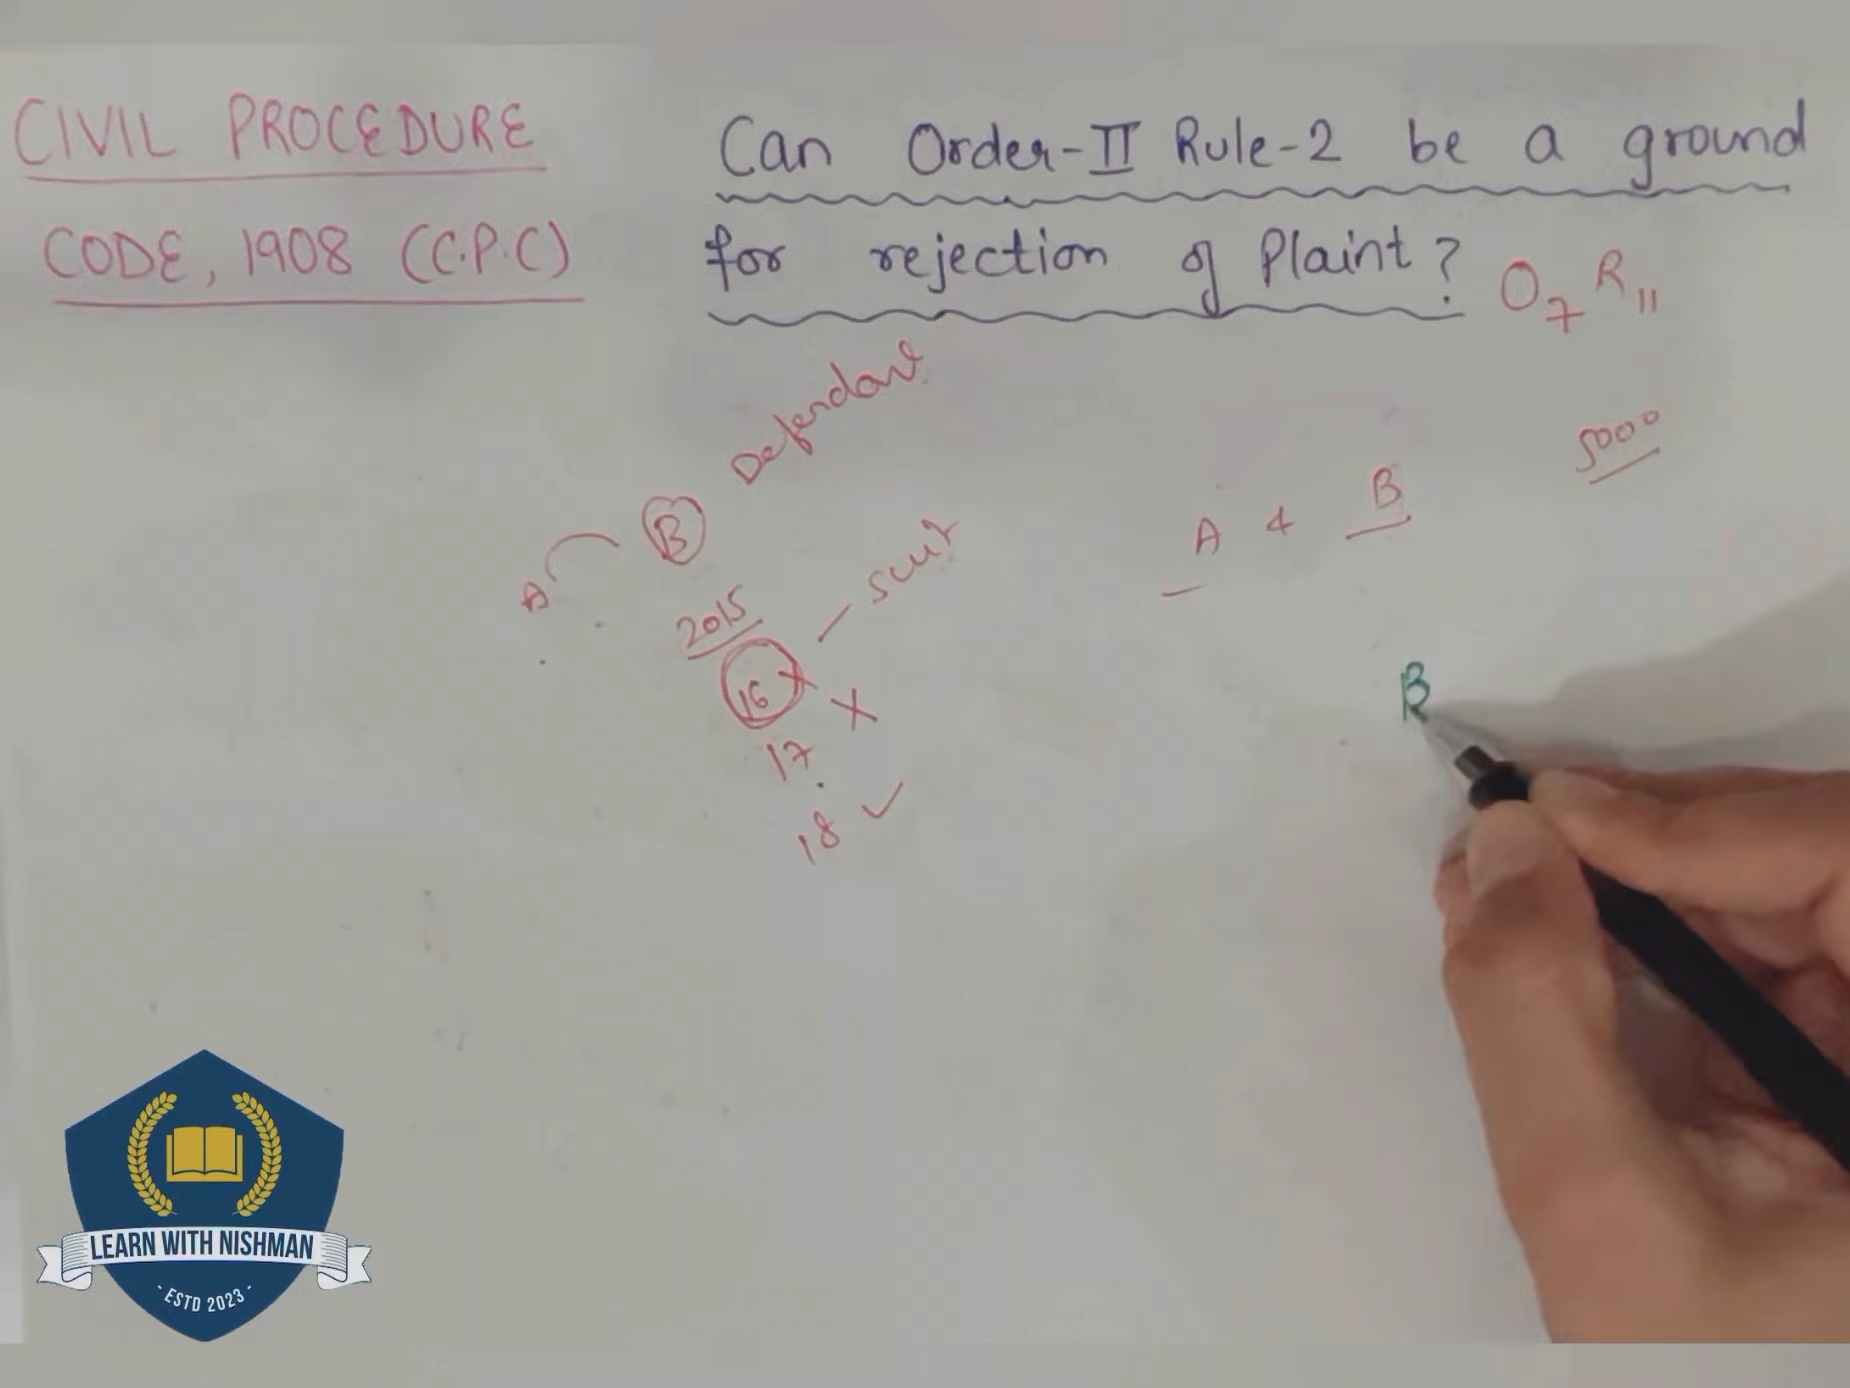 CIVIL PROCEDURE
CODE, 1908 (C.P.C)
Can Order-II Rule-2 be a ground
for rejection of Plaint?
O7 R11
Defendant
5000
B
A
A & B
suit
2015
16 X
X
17
18 ✓
B
LEARN WITH NISHMAN
- ESTD 2023 -